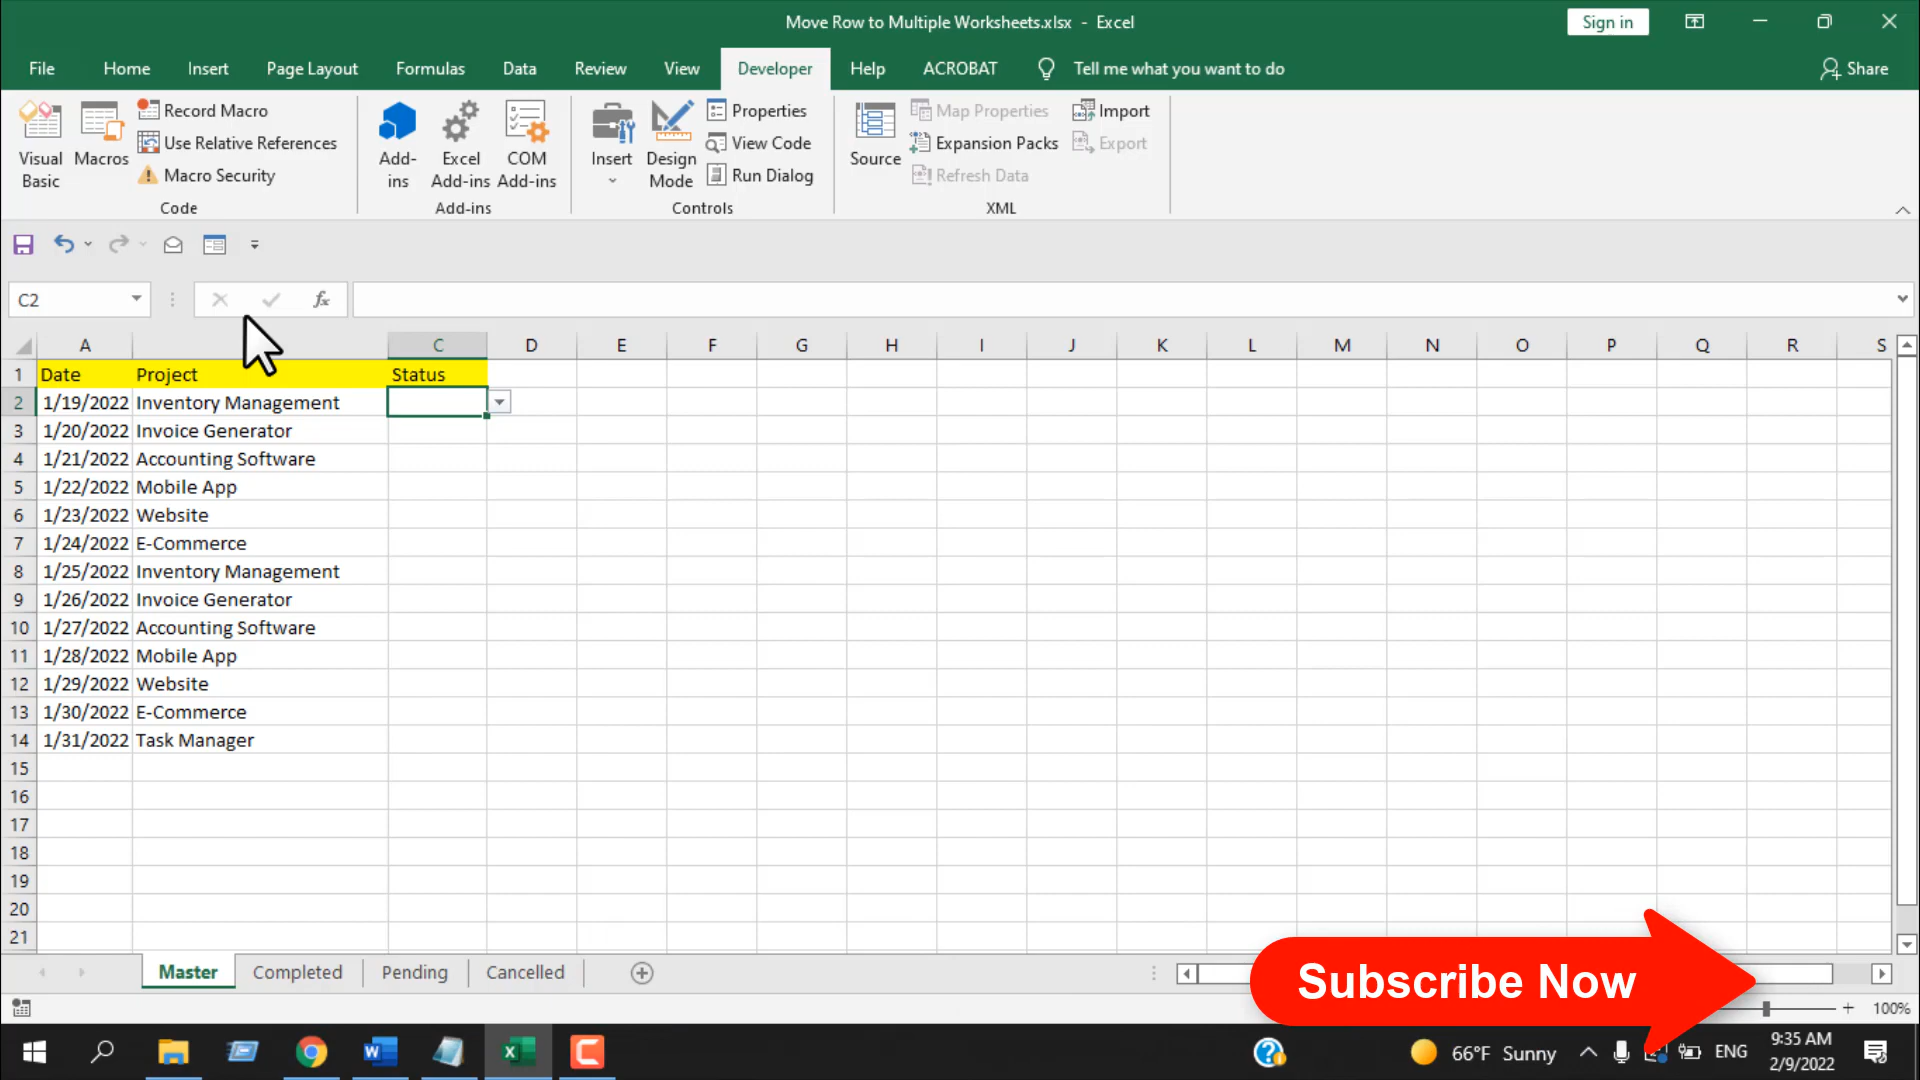 Move Row to Multiple Worksheets.xlsx - Excel
Sign in
File Home Insert Page Layout Formulas Data Review View Developer Help ACROBAT Tell me what you want to do Share
Visual Basic
Macros
Record Macro
Use Relative References
Macro Security
Code
Add-ins
Excel Add-ins
COM Add-ins
Add-ins
Insert
Design Mode
Properties
View Code
Run Dialog
Controls
Source
Map Properties
Expansion Packs
Refresh Data
Import
Export
XML
C2
fx
A C D E F G H I J K L M N O P Q R S
1 Date Project Status
2 1/19/2022 Inventory Management
3 1/20/2022 Invoice Generator
4 1/21/2022 Accounting Software
5 1/22/2022 Mobile App
6 1/23/2022 Website
7 1/24/2022 E-Commerce
8 1/25/2022 Inventory Management
9 1/26/2022 Invoice Generator
10 1/27/2022 Accounting Software
11 1/28/2022 Mobile App
12 1/29/2022 Website
13 1/30/2022 E-Commerce
14 1/31/2022 Task Manager
15
16
17
18
19
20
21
Master Completed Pending Cancelled
Subscribe Now
100%
66°F Sunny
ENG
9:35 AM
2/9/2022